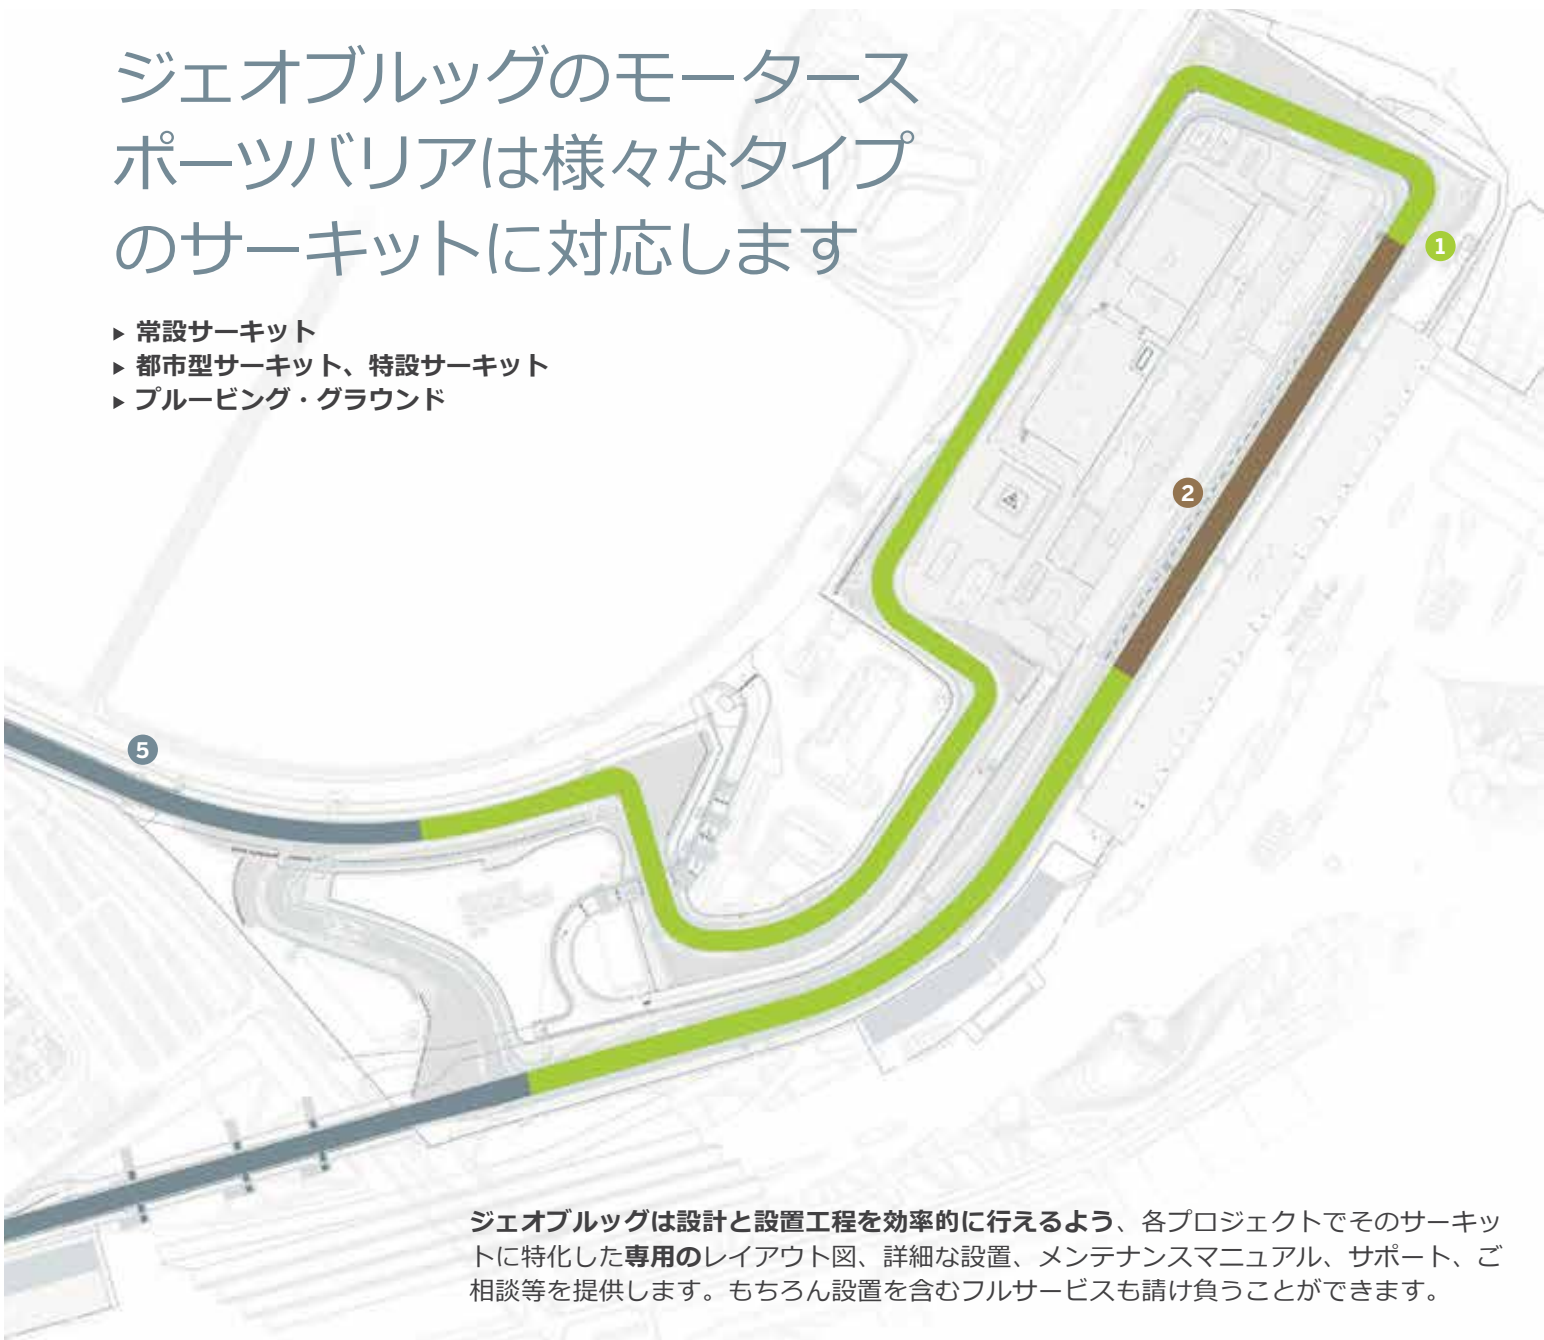 ジェオブルッグのモータース
ポーツバリアは様々なタイプ
のサーキットに対応します
▸ 常設サーキット
▸ 都市型サーキット、特設サーキット
▸ プルービング・グラウンド
1
2
5
ジェオブルッグは設計と設置工程を効率的に行えるよう、各プロジェクトでそのサーキッ
トに特化した専用のレイアウト図、詳細な設置、メンテナンスマニュアル、サポート、ご
相談等を提供します。もちろん設置を含むフルサービスも請け負うことができます。